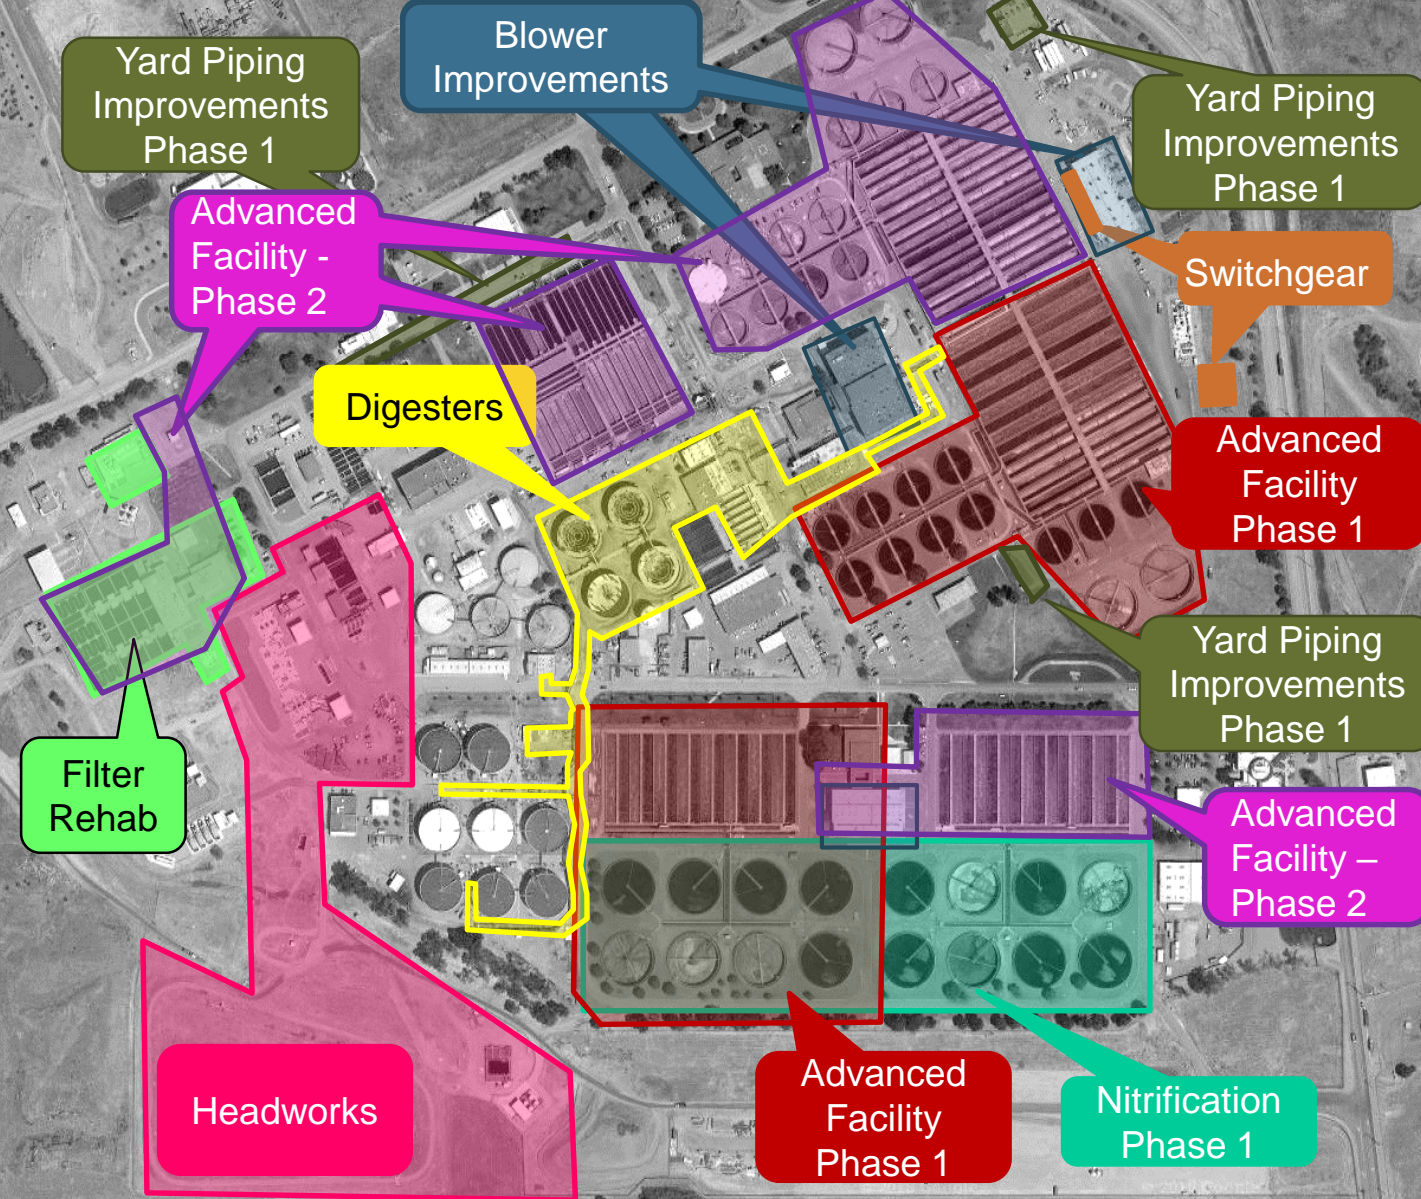 Blower
Improvements
Yard Piping
Improvements
Phase 1
Yard Piping
Improvements
Phase 1
Advanced
Facility -
Phase 2
Switchgear
Digesters
Advanced
Facility
Phase 1
Yard Piping
Improvements
Phase 1
Filter
Rehab
Advanced
Facility –
Phase 2
Headworks
Advanced
Facility
Phase 1
Nitrification
Phase 1